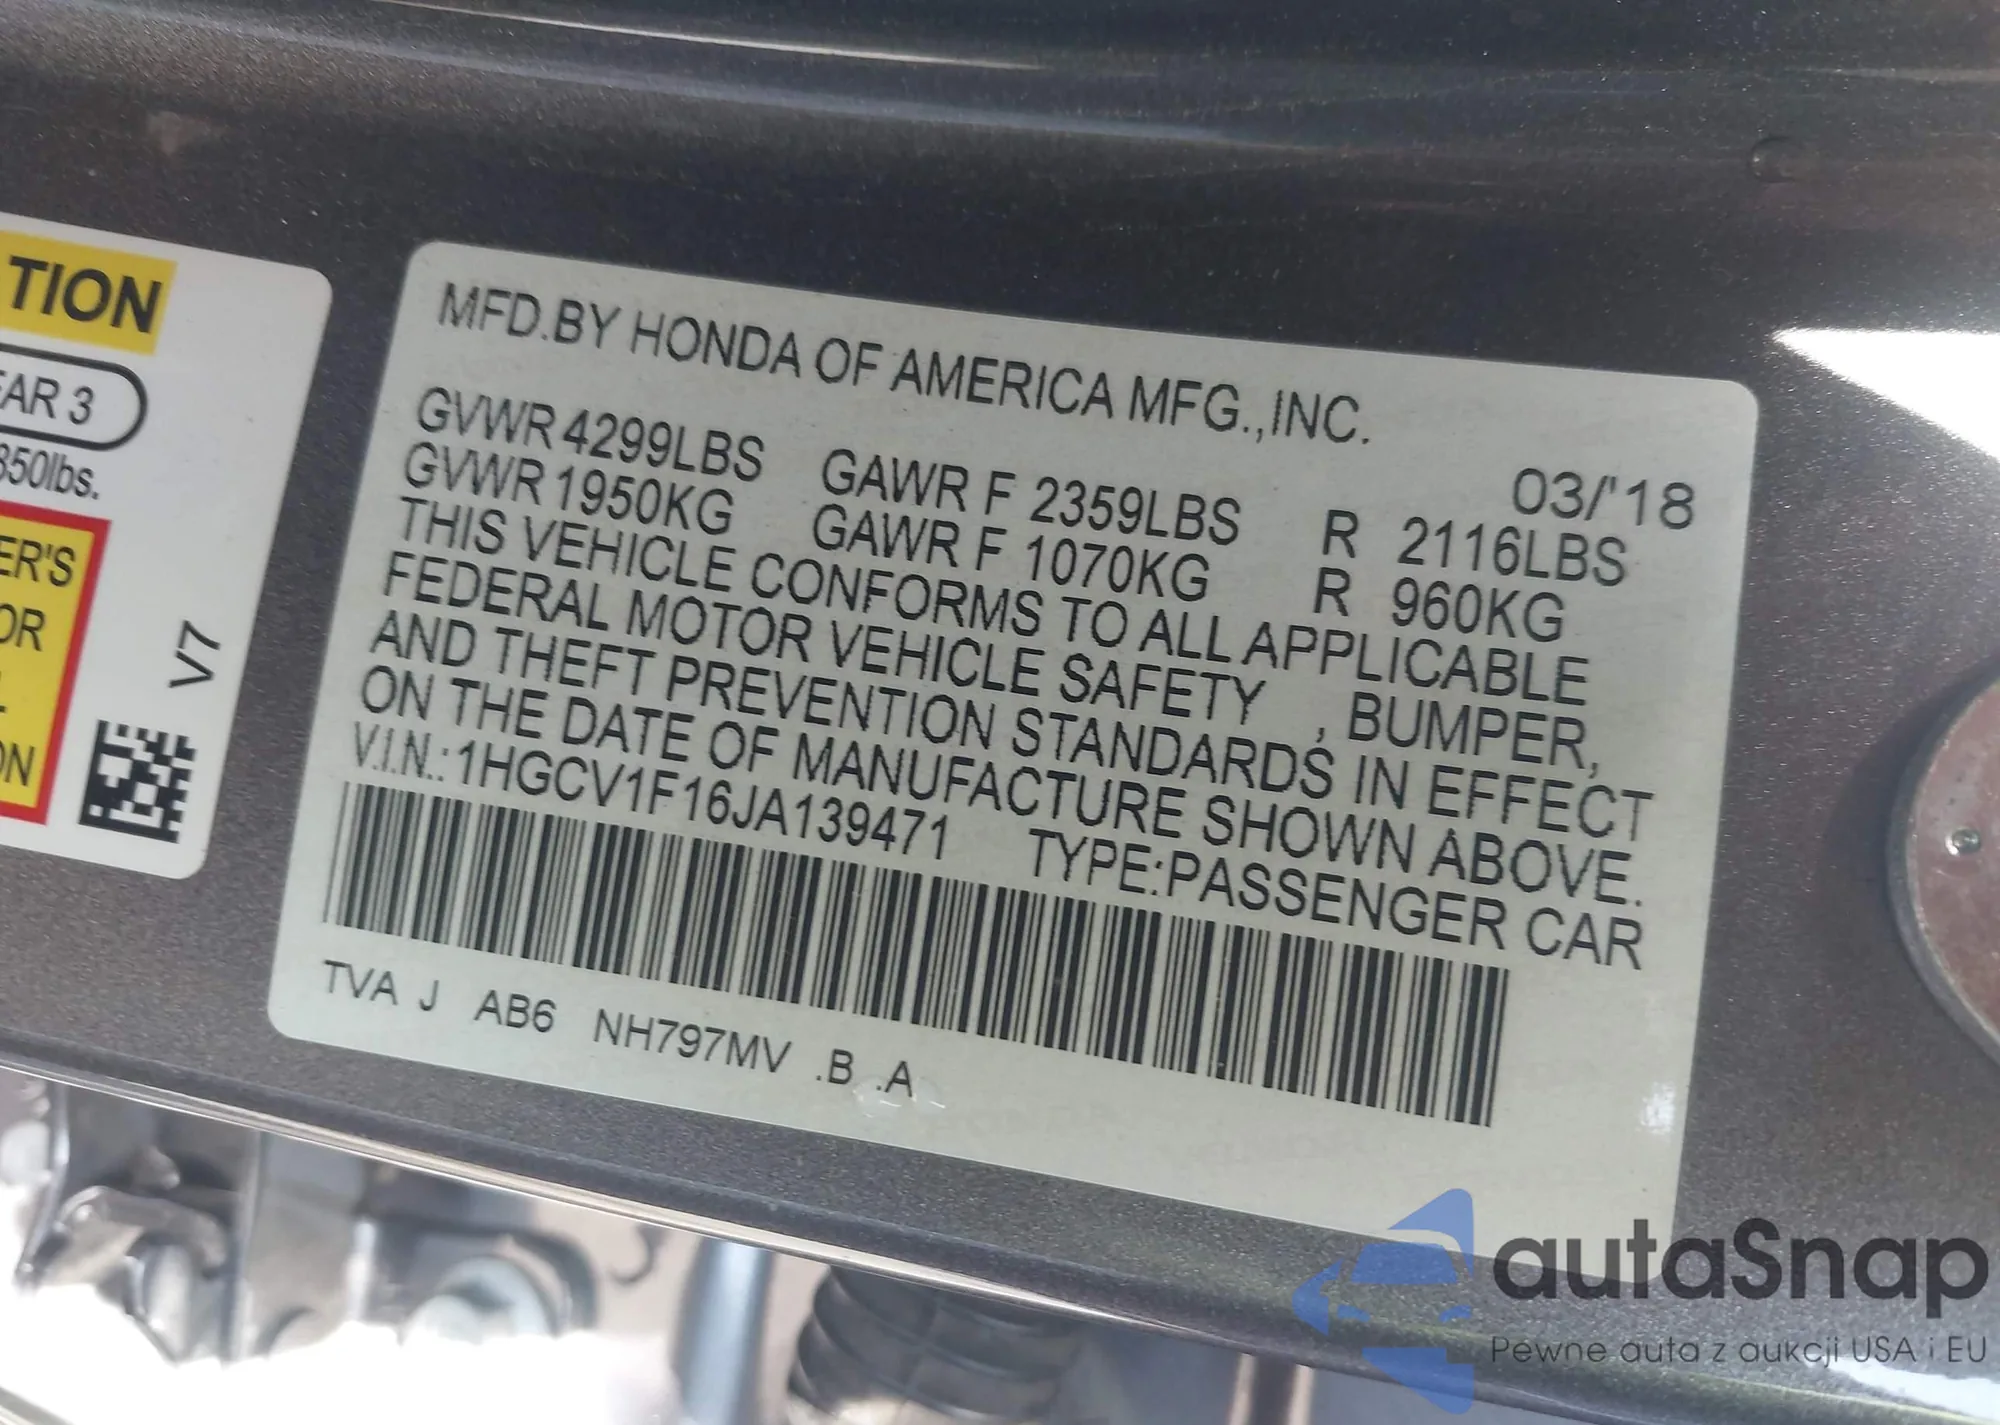 TION
EAR 3
850lbs.
ER'S
OR
ON
V7
MFD.BY HONDA OF AMERICA MFG.,INC.
03/'18
GVWR 4299LBS GAWR F 2359LBS R 2116LBS
GVWR 1950KG GAWR F 1070KG R 960KG
THIS VEHICLE CONFORMS TO ALL APPLICABLE
FEDERAL MOTOR VEHICLE SAFETY , BUMPER,
AND THEFT PREVENTION STANDARDS IN EFFECT
ON THE DATE OF MANUFACTURE SHOWN ABOVE.
V.I.N.: 1HGCV1F16JA139471 TYPE:PASSENGER CAR
TVA J AB6 NH797MV .B .A
autaSnap
Pewne auta z aukcji USA i EU